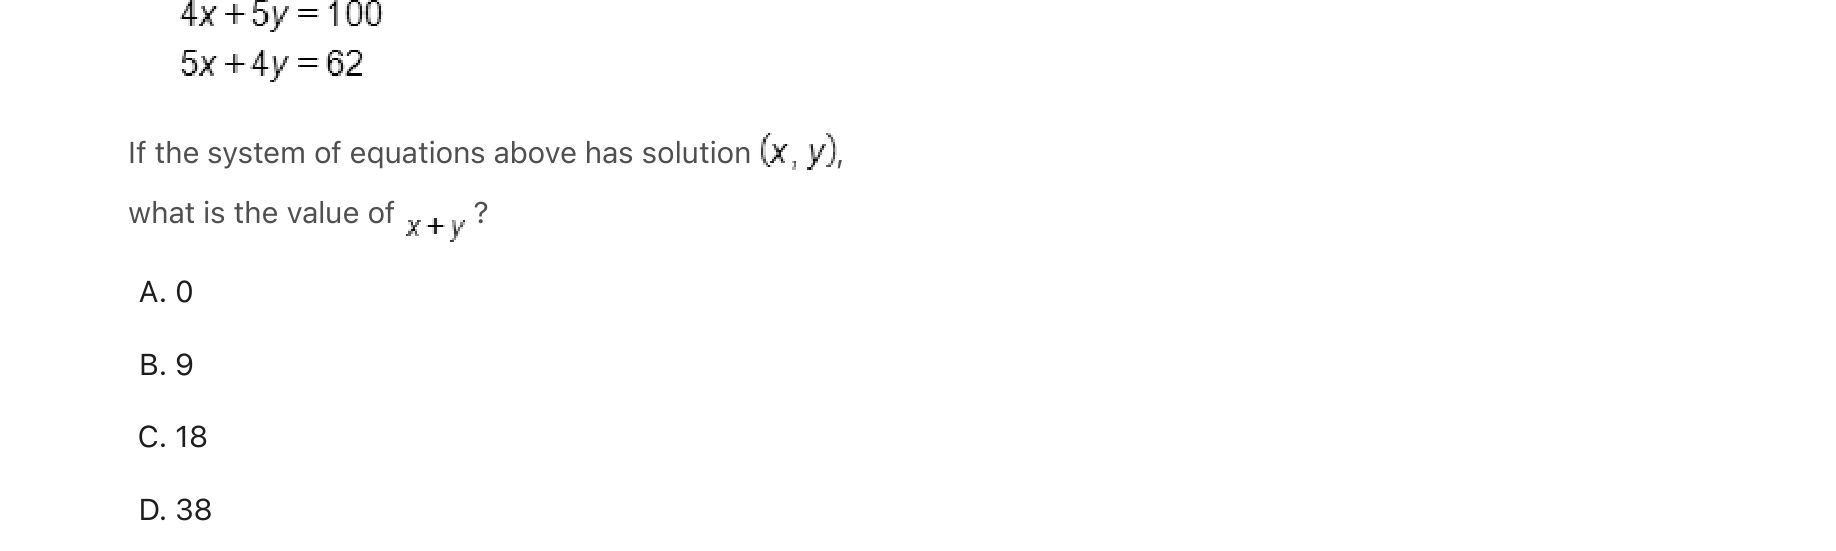 4x + 5y = 100
5x + 4y = 62
If the system of equations above has solution (x, y),
what is the value of x + y ?
A. 0
B. 9
C. 18
D. 38